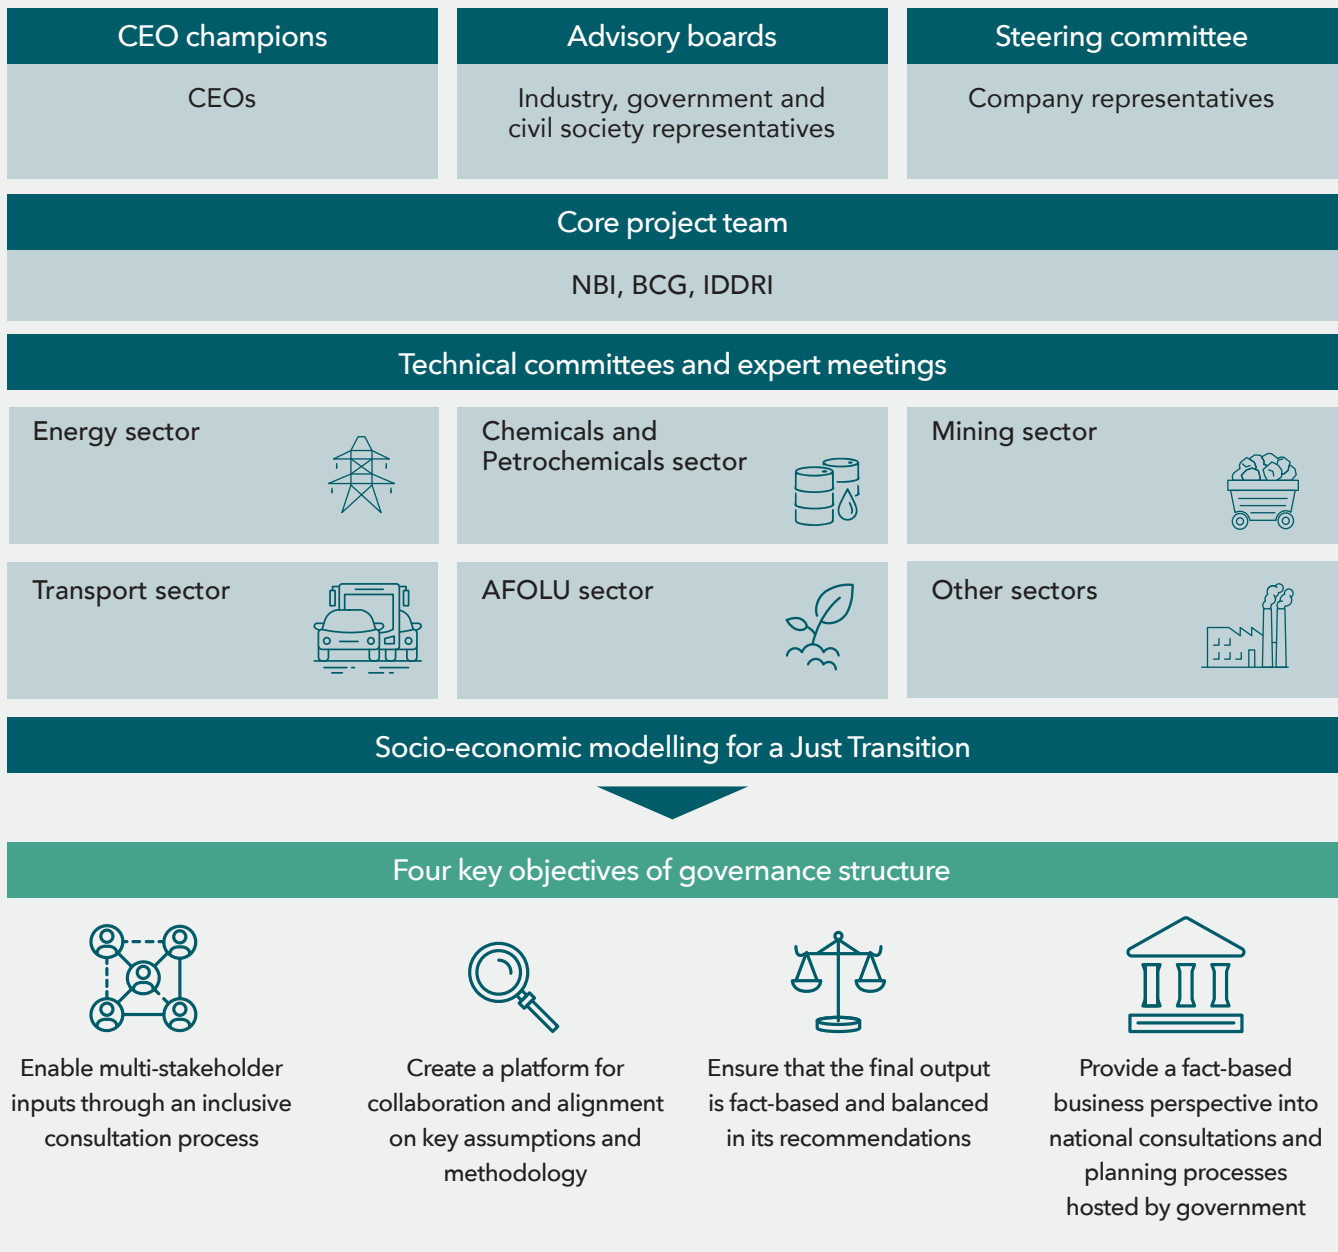 CEO champions
CEOs
Advisory boards
Industry, government and
civil society representatives
Steering committee
Company representatives
Core project team
NBI, BCG, IDDRI
Technical committees and expert meetings
Energy sector
Chemicals and
Petrochemicals sector
Mining sector
Transport sector
AFOLU sector
Other sectors
Socio-economic modelling for a Just Transition
Four key objectives of governance structure
Enable multi-stakeholder
inputs through an inclusive
consultation process
Create a platform for
collaboration and alignment
on key assumptions and
methodology
Ensure that the final output
is fact-based and balanced
in its recommendations
Provide a fact-based
business perspective into
national consultations and
planning processes
hosted by government